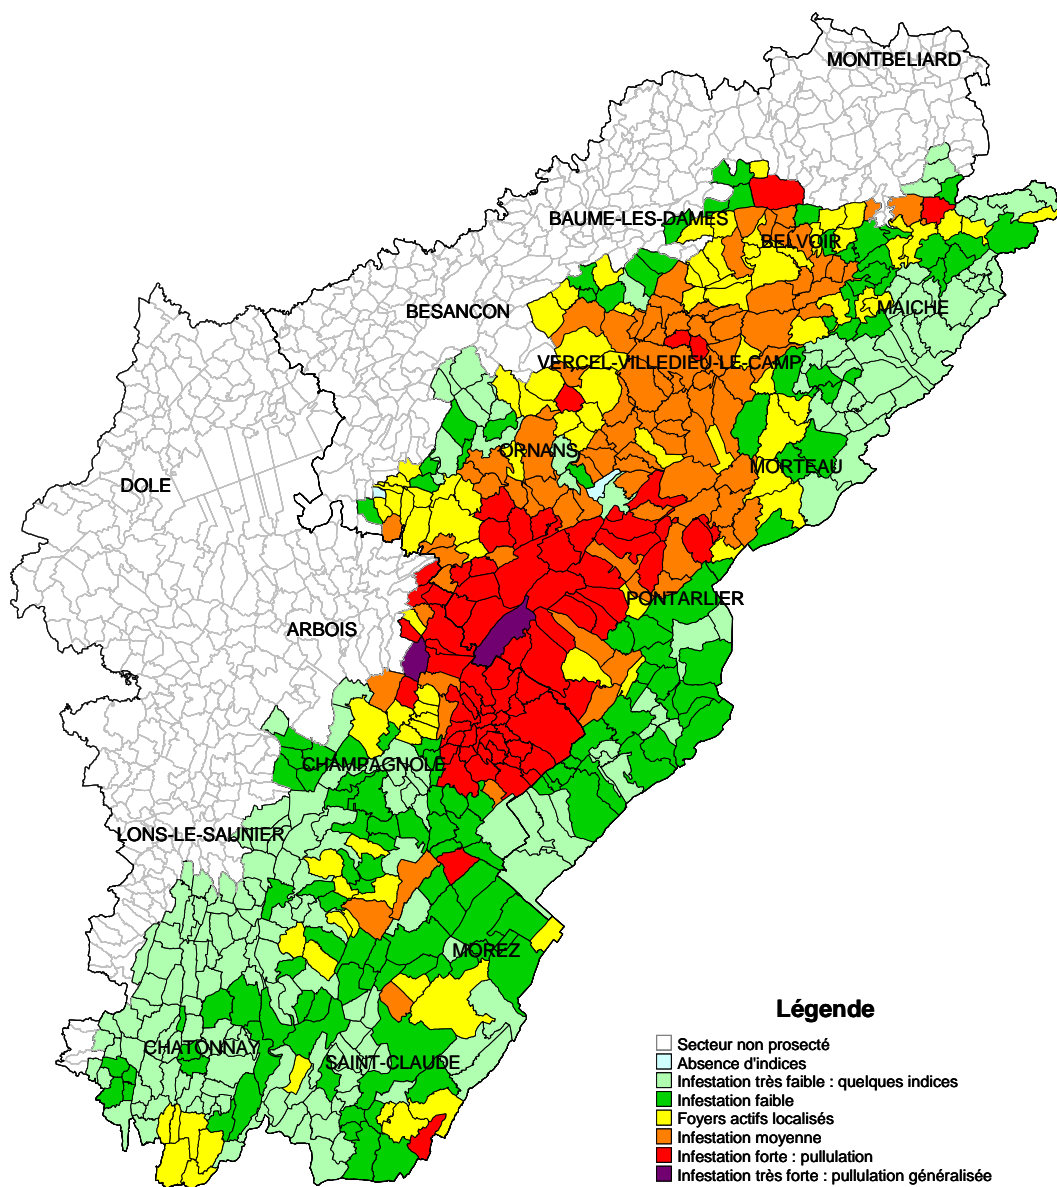 MONTBELIARD
BAUME-LES-DAMES
BELVOIR
BESANCON
MAICHE
VERCEL-VILLEDIEU-LE-CAMP
ORNANS
MORTEAU
DOLE
PONTARLIER
ARBOIS
CHAMPAGNOLE
LONS-LE-SAUNIER
MOREZ
CHATONNAY
SAINT-CLAUDE
Légende
Secteur non prosecté
Absence d'indices
Infestation très faible : quelques indices
Infestation faible
Foyers actifs localisés
Infestation moyenne
Infestation forte : pullulation
Infestation très forte : pullulation généralisée